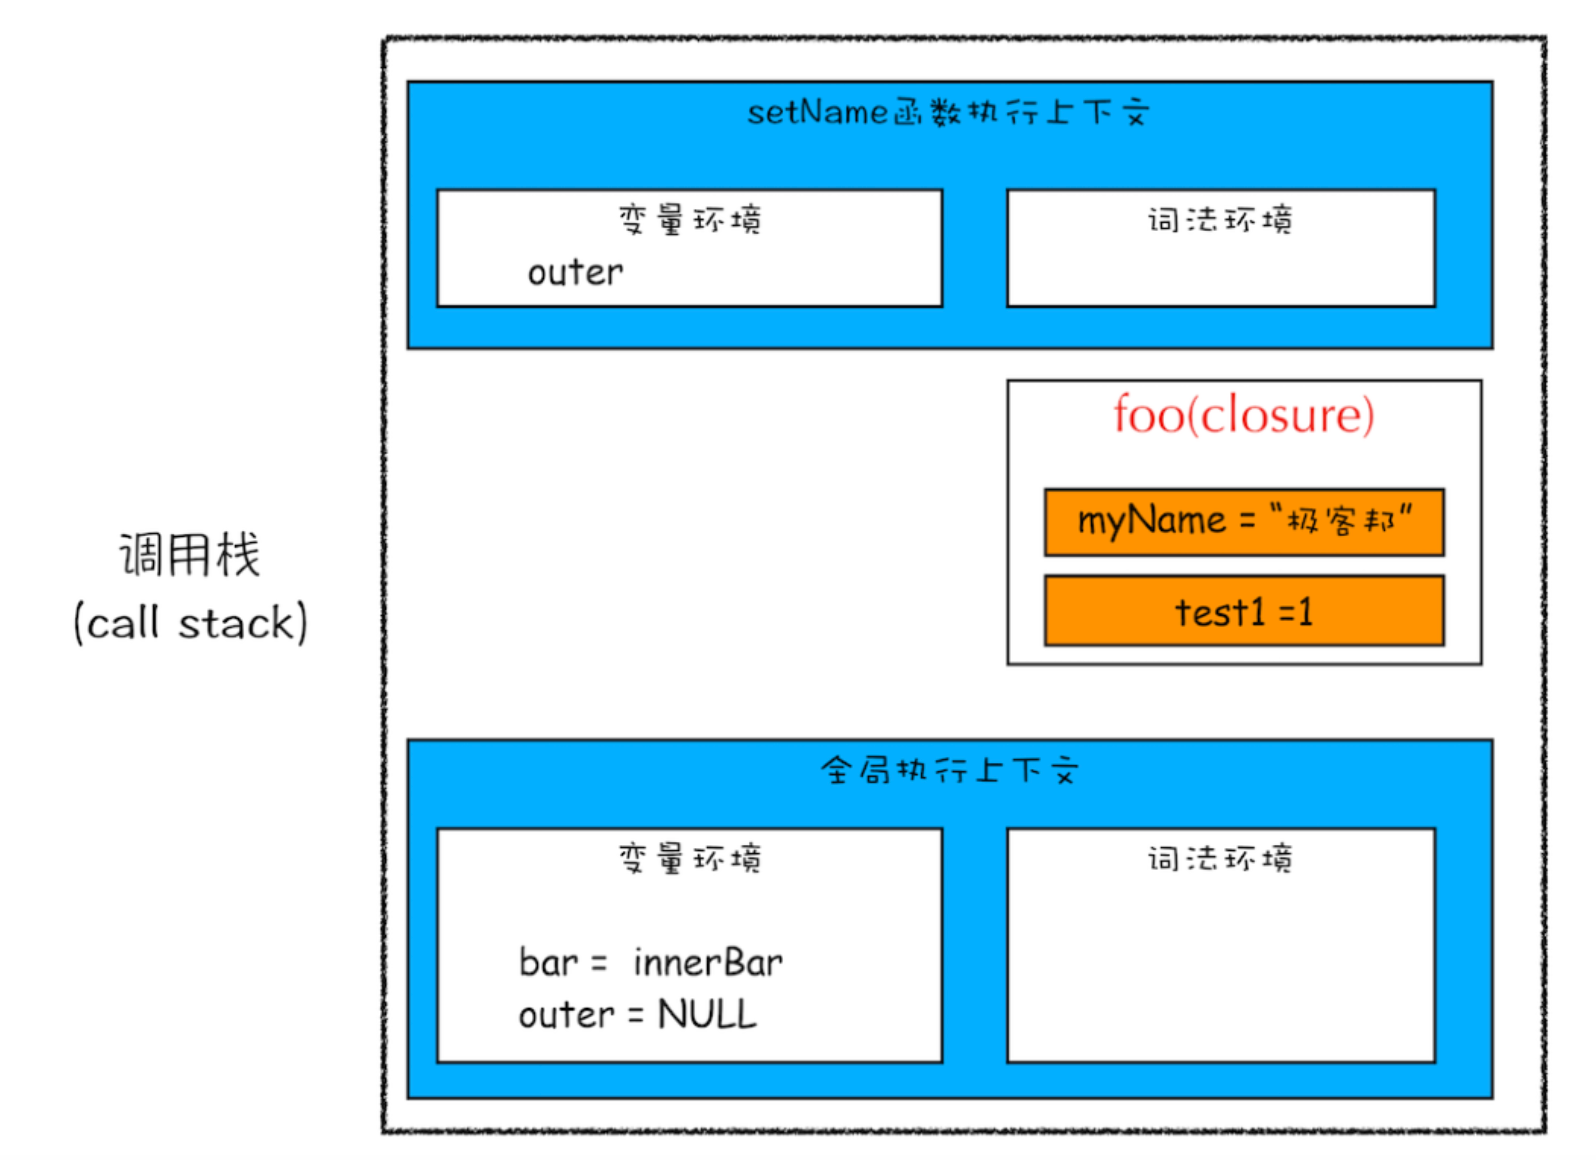 setName函数执行上下文
变量环境
outer
词法环境
foo(closure)
myName = “极客邦”
test1 =1
调用栈
(call stack)
全局执行上下文
变量环境
bar = innerBar
outer = NULL
词法环境